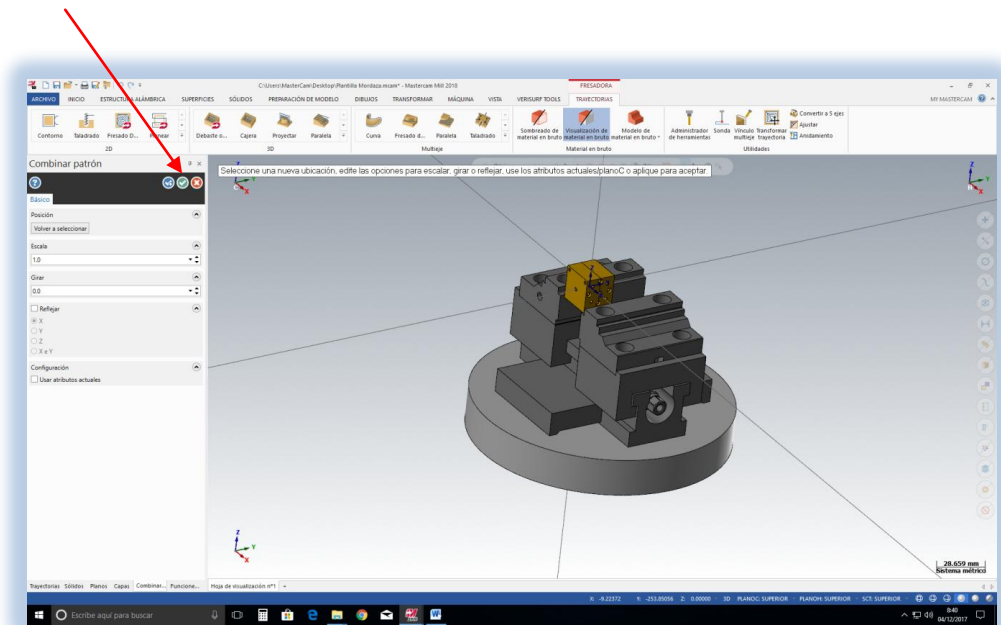 C:\Users\MasterCam\Desktop\Plantilla Mordaza.mcam* - Mastercam Mill 2018
FRESADORA
ARCHIVO INICIO ESTRUCTURA ALÁMBRICA SUPERFICIES SÓLIDOS PREPARACIÓN DE MODELO DIBUJOS TRANSFORMAR MÁQUINA VISTA VERISURF TOOLS TRAYECTORIAS MY MASTERCAM
Contorno Taladrado Fresado D... Planear Debaste o... Cajera Proyectar Paralela Curva Fresado d... Paralela Taladrado
Sombreado de material en bruto
Visualización de material en bruto
Modelo de material en bruto
Administrador de herramientas
Sonda
Vínculo multieje
Transformar trayectoria
Convertir a 5 ejes
Ajuntar
Anidamiento
2D 3D Multieje Material en bruto Utilidades
Combinar patrón
Seleccione una nueva ubicación, edite las opciones para escalar, girar o reflejar, use los atributos actuales/planoC o aplique para aceptar.
Básico
Posición
Volver a seleccionar
Escala
1.0
Girar
0.0
Reflejar
X
Y
Z
X e Y
Configuración
Usar atributos actuales
Z
Y
X
Z
Y
X
Z
Y
X
28.659 mm
Sistema métrico
Trayectorias Sólidos Planos Capas Combinar... Funcione... Hoja de visualización nº1 +
X: -9.22372 Y: -253.05056 Z: 0.00000 3D PLANOC: SUPERIOR PLANOH: SUPERIOR SCT: SUPERIOR
Escribe aquí para buscar
8:40
04/12/2017